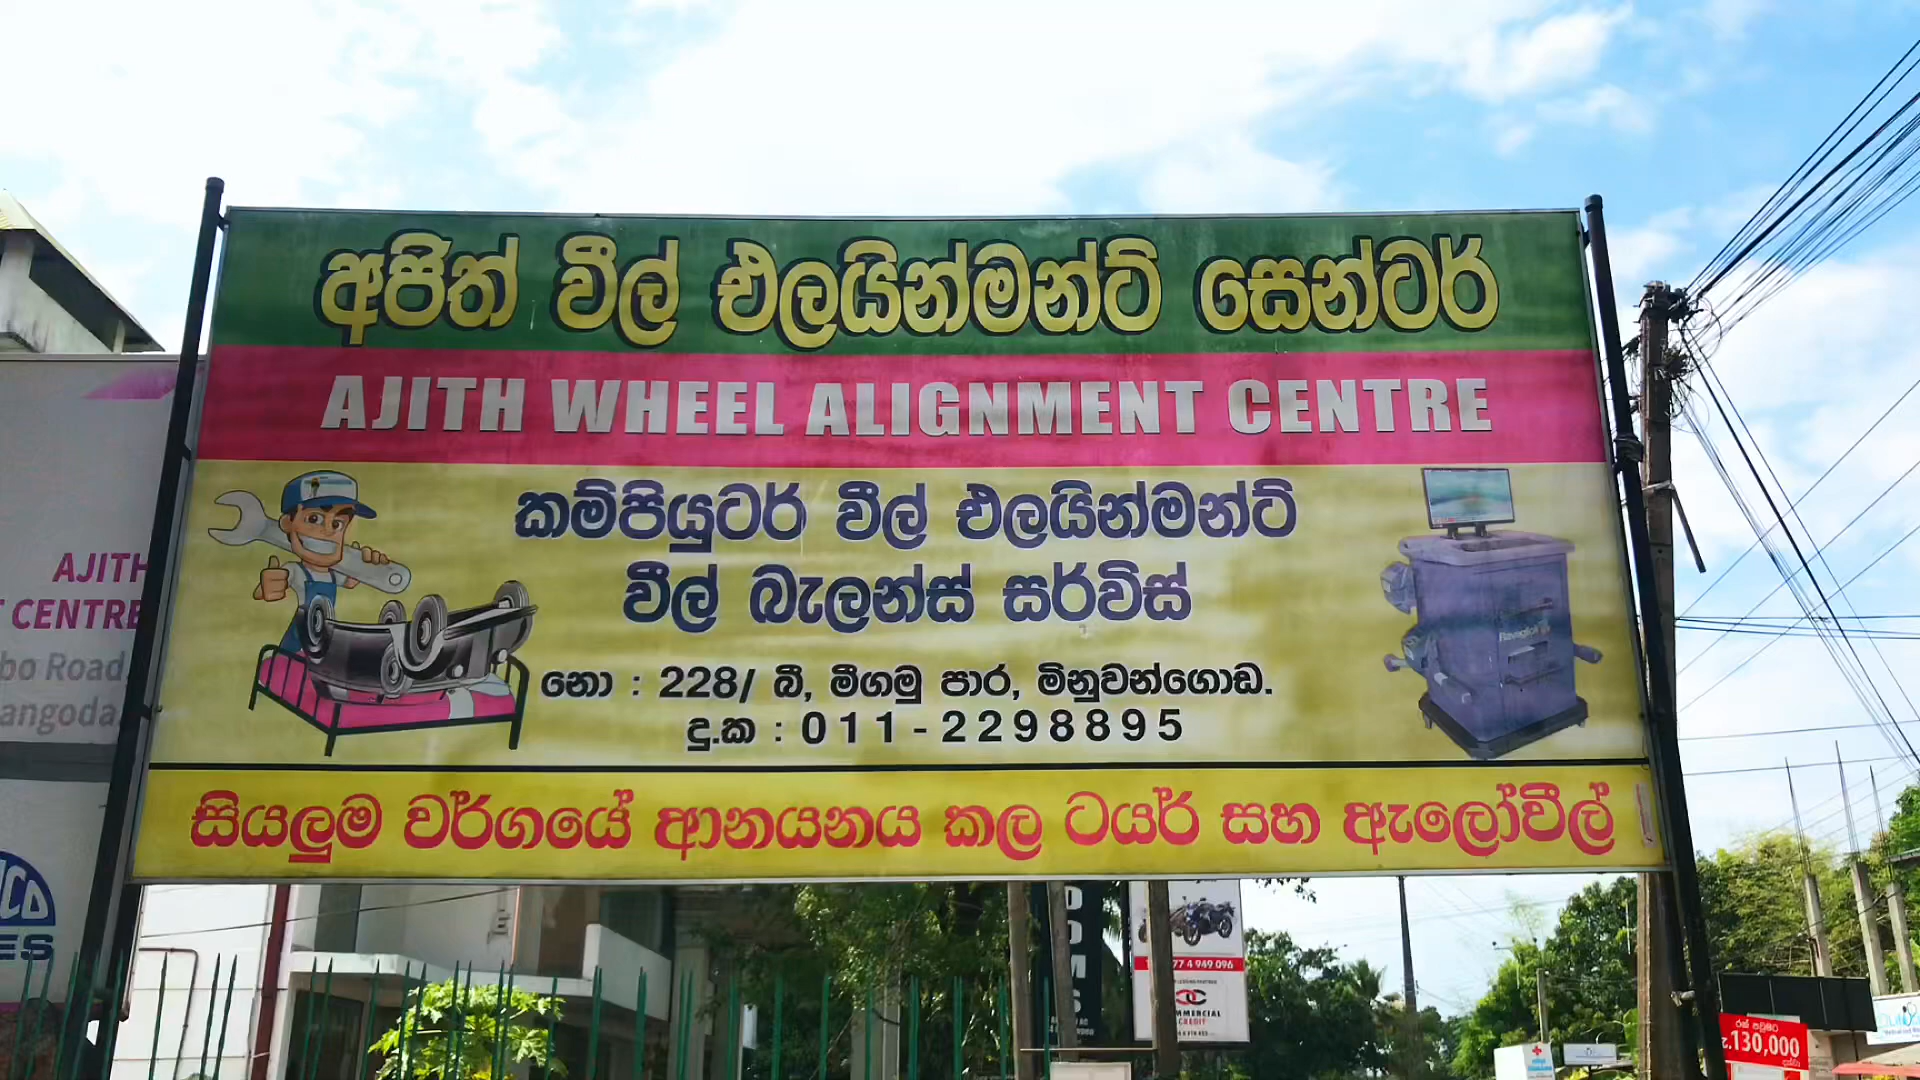 අජිත් වීල් එලයින්මන්ට් සෙන්ටර්
AJITH WHEEL ALIGNMENT CENTRE
කම්පියුටර් වීල් එලයින්මන්ට්
වීල් බැලන්ස් සර්විස්
නො : 228/ බී, මීගමු පාර, මිනුවන්ගොඩ.
දු.ක : 011-2298895
සියලුම වර්ගයේ ආනයනය කල ටයර් සහ ඇලෝවීල්
AJITH
CENTRE
Road,
77 4 949 096
CREDIT
130,000